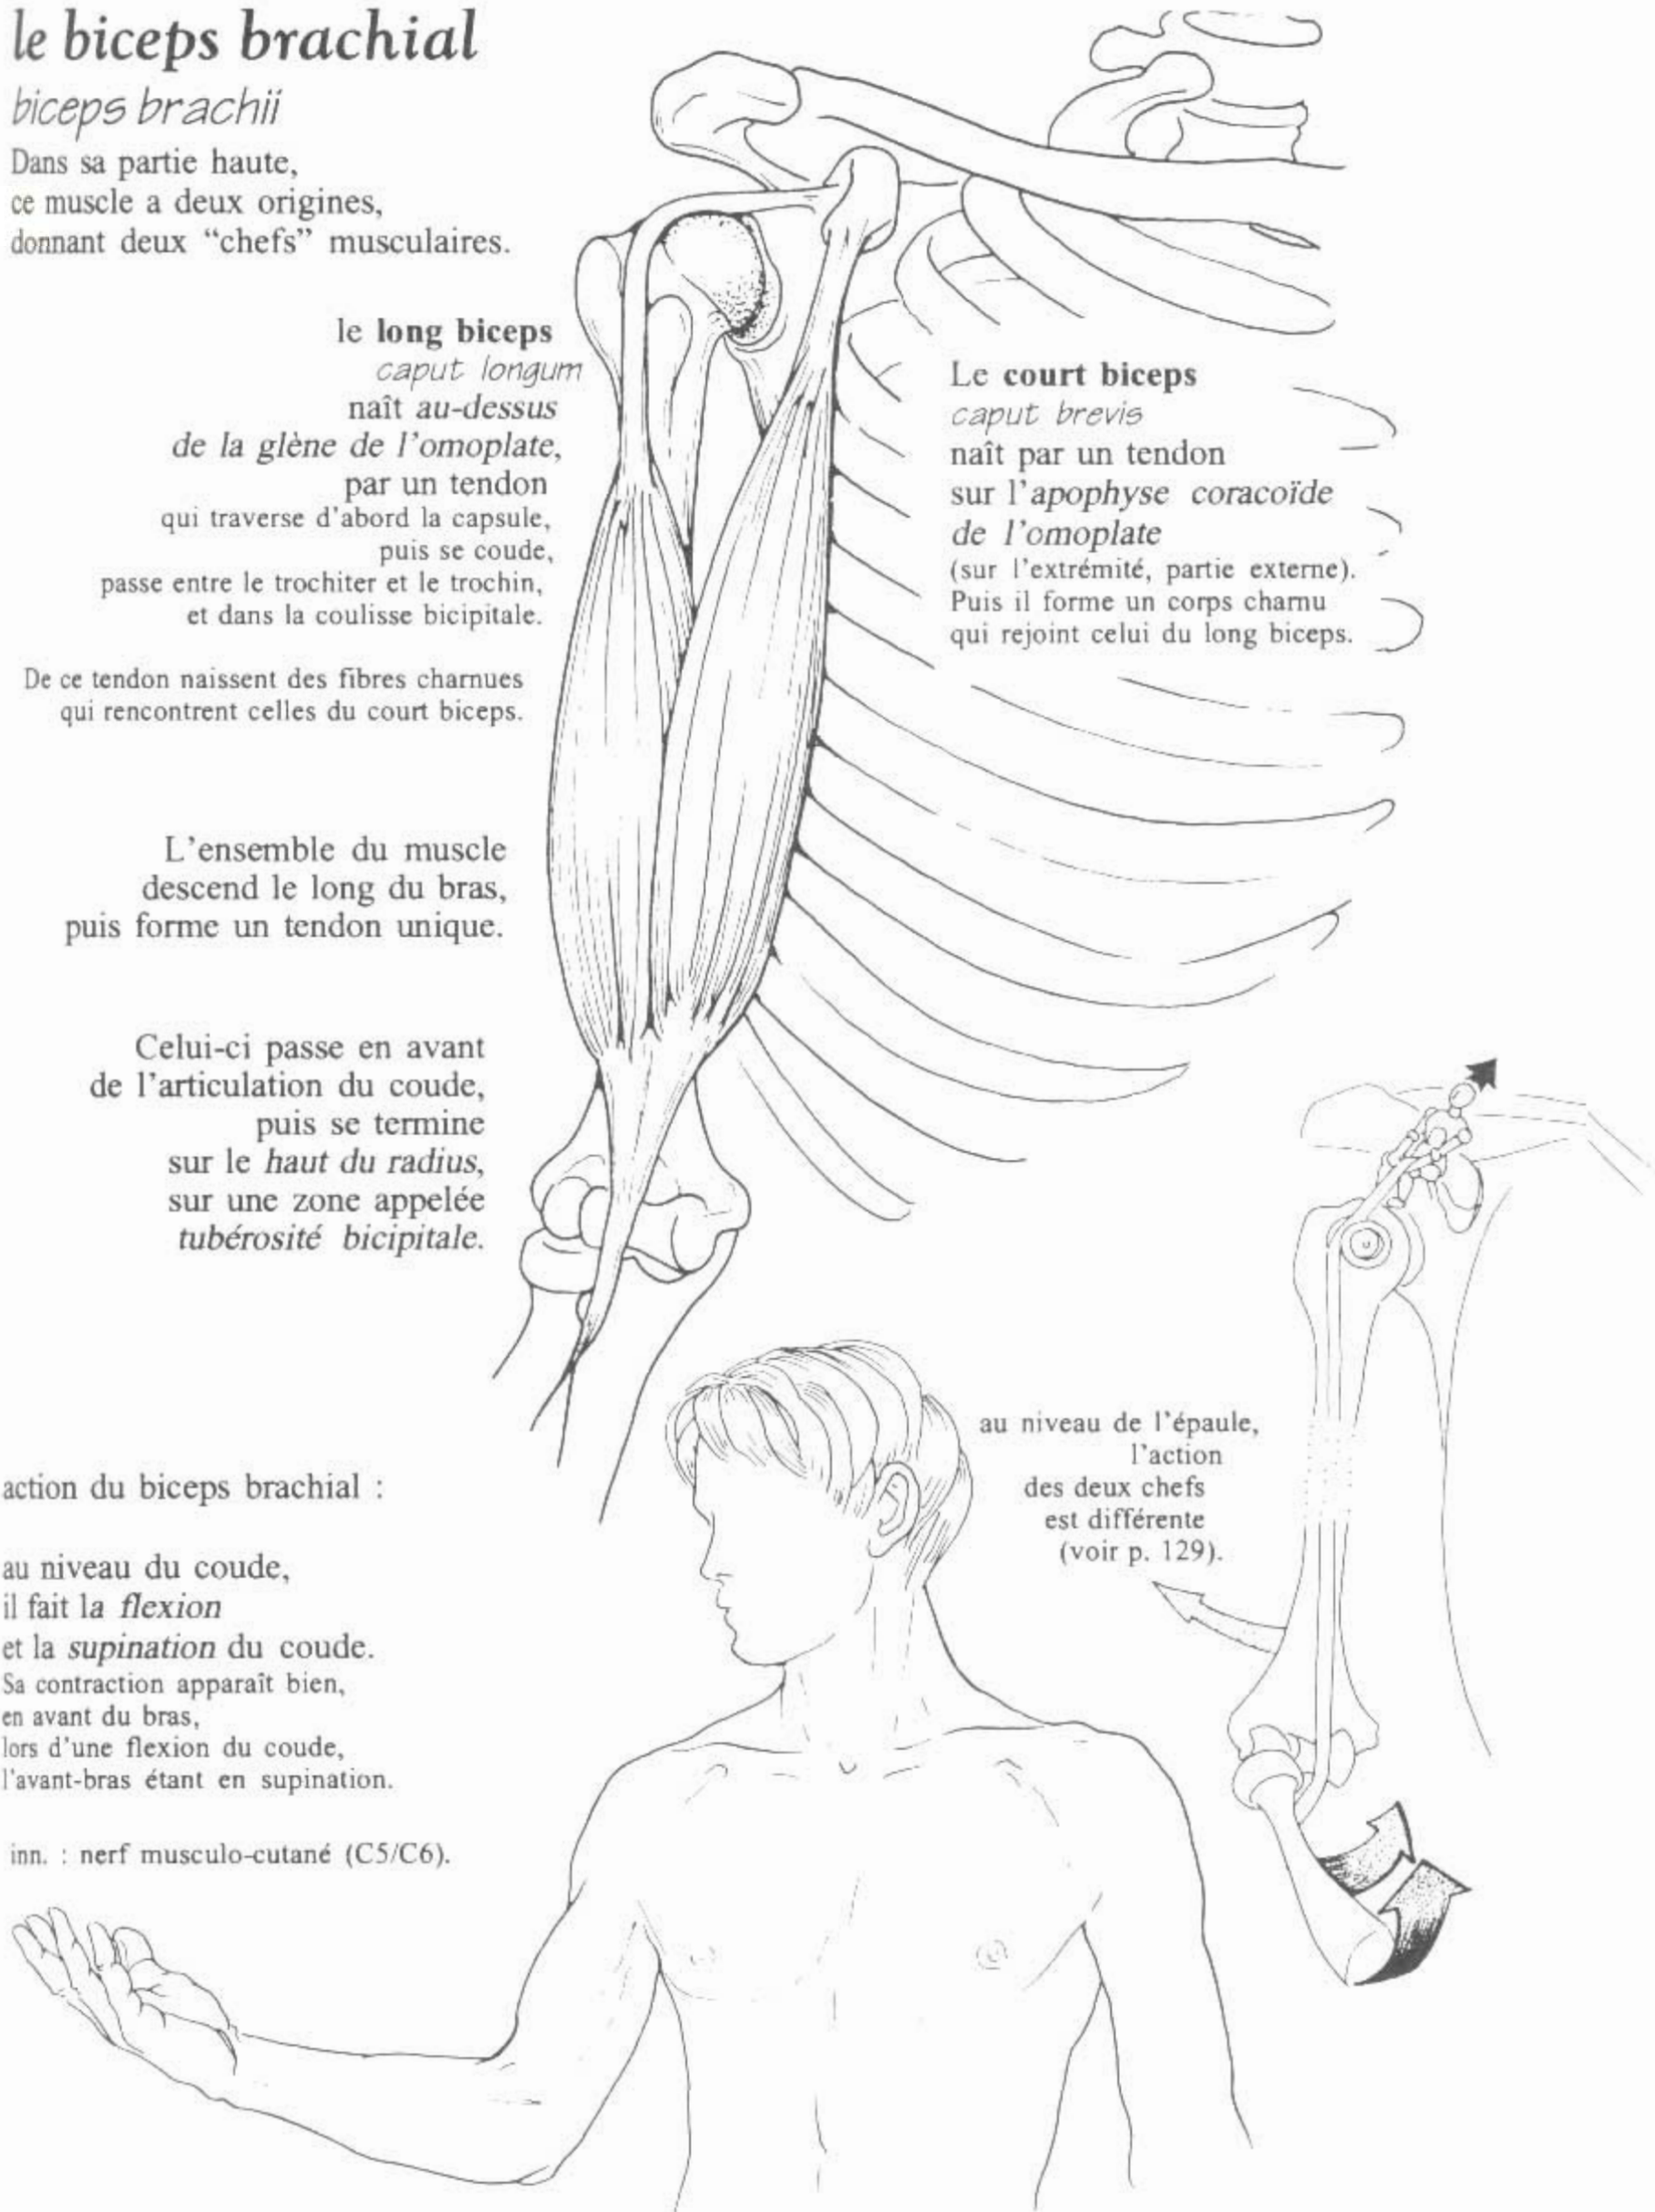 le biceps brachial
biceps brachii
Dans sa partie haute,
ce muscle a deux origines,
donnant deux “chefs” musculaires.
le long biceps
caput longum
naît au-dessus
de la glène de l’omoplate,
par un tendon
qui traverse d’abord la capsule,
puis se coude,
passe entre le trochiter et le trochin,
et dans la coulisse bicipitale.
De ce tendon naissent des fibres charnues
qui rencontrent celles du court biceps.
Le court biceps
caput brevis
naît par un tendon
sur l’apophyse coracoïde
de l’omoplate
(sur l’extrémité, partie externe).
Puis il forme un corps charnu
qui rejoint celui du long biceps.
L’ensemble du muscle
descend le long du bras,
puis forme un tendon unique.
Celui-ci passe en avant
de l’articulation du coude,
puis se termine
sur le haut du radius,
sur une zone appelée
tubérosité bicipitale.
au niveau de l’épaule,
l’action
des deux chefs
est différente
(voir p. 129).
action du biceps brachial :
au niveau du coude,
il fait la flexion
et la supination du coude.
Sa contraction apparaît bien,
en avant du bras,
lors d’une flexion du coude,
l’avant-bras étant en supination.
inn. : nerf musculo-cutané (C5/C6).